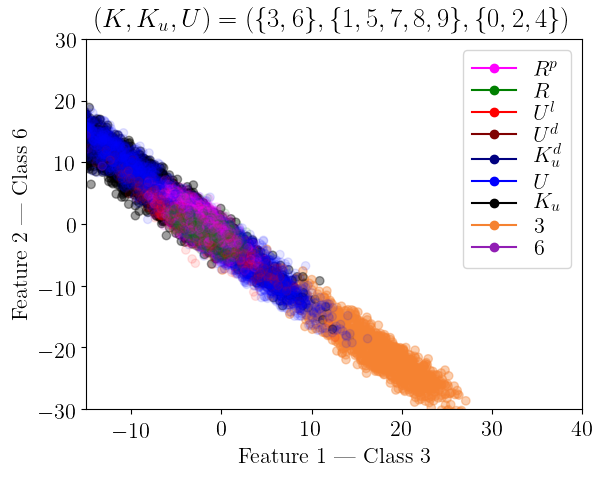 (K, K_u, U) = ({3, 6}, {1, 5, 7, 8, 9}, {0, 2, 4})
30
20
10
0
−10
−20
−30
−10
0
10
20
30
40
Feature 2 — Class 6
Feature 1 — Class 3
R^p
R
U^l
U^d
K_u^d
U
K_u
3
6